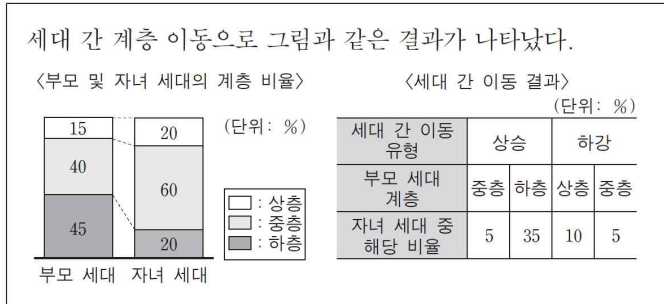 세대 간 계층 이동으로 그림과 같은 결과가 나타났다.
〈부모 및 자녀 세대의 계층 비율〉
(단위: %)
15
20
40
60
45
20
부모 세대 자녀 세대
: 상층
: 중층
: 하층
〈세대 간 이동 결과〉
(단위: %)
세대 간 이동 유형 상승 하강
부모 세대 계층 중층 하층 상층 중층
자녀 세대 중 해당 비율 5 35 10 5